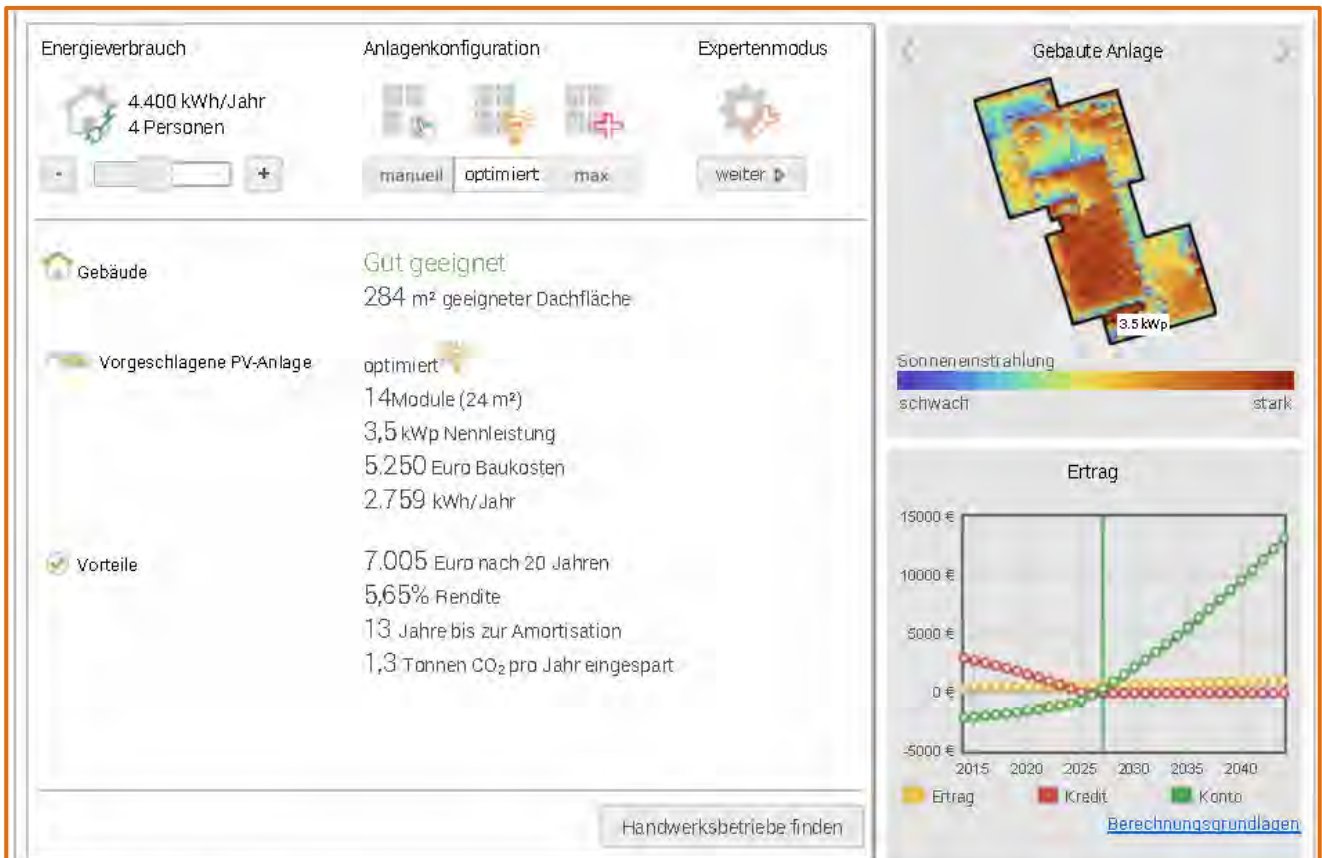 Energieverbrauch
4.400 kWh/Jahr
4 Personen
-
+
Anlagenkonfiguration
manuell optimiert max
Expertenmodus
weiter
Gebäude
Gut geeignet
284 m² geeigneter Dachfläche
Vorgeschlagene PV-Anlage
optimiert
14 Module (24 m²)
3,5 kWp Nennleistung
5.250 Euro Baukosten
2.759 kWh/Jahr
Vorteile
7.005 Euro nach 20 Jahren
5,65% Rendite
13 Jahre bis zur Amortisation
1,3 Tonnen CO₂ pro Jahr eingespart
Handwerksbetriebe finden
Gebaute Anlage
3.5 kWp
Sonneneinstrahlung
schwach stark
Ertrag
15000 €
10000 €
5000 €
0 €
-5000 €
2015 2020 2025 2030 2035 2040
Ertrag Kredit Konto
Berechnungsgrundlagen